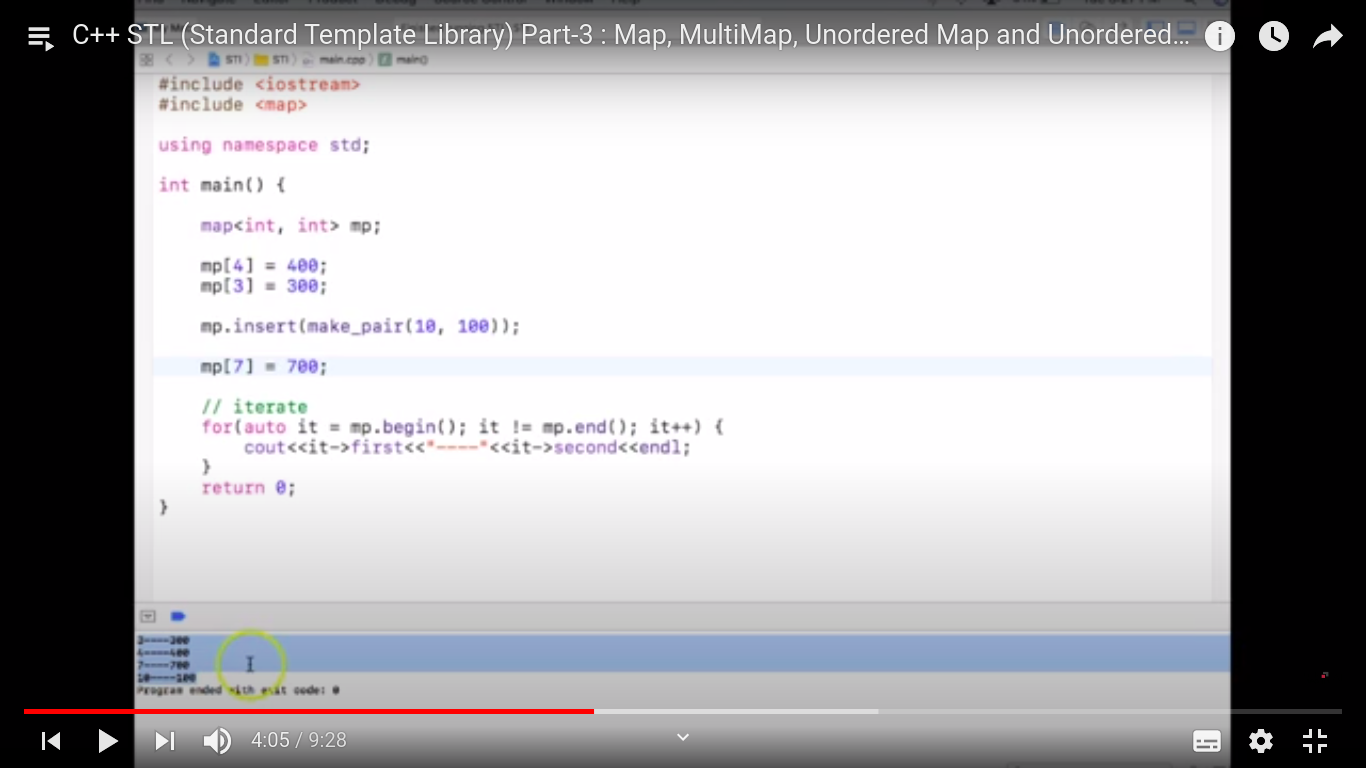 C++ STL (Standard Template Library) Part-3 : Map, MultiMap, Unordered Map and Unordered...
STI STI main.cpp main()
#include <iostream>
#include <map>
using namespace std;
int main() {
map<int, int> mp;
mp[4] = 400;
mp[3] = 300;
mp.insert(make_pair(10, 100));
mp[7] = 700;
// iterate
for(auto it = mp.begin(); it != mp.end(); it++) {
cout<<it->first<<"----"<<it->second<<endl;
}
return 0;
}
3----300
4----400
7----700
10----100
Program ended with exit code: 0
4:05 / 9:28